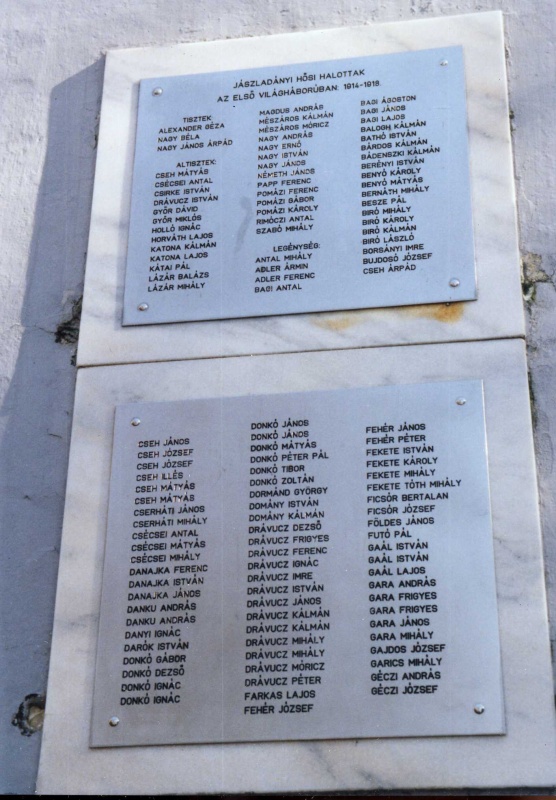 JÁSZLADÁNYI HŐSI HALOTTAK
AZ ELSŐ VILÁGHÁBORÚBAN: 1914-1918.
TISZTEK
ALEXANDER GÉZA
NAGY BÉLA
NAGY JÁNOS ÁRPÁD
ALTISZTEK:
CSEH MÁTYÁS
CSÉCSEI ANTAL
CSIRKE ISTVÁN
DRÁVUCZ ISTVÁN
GYŐR DÁVID
GYŐR MIKLÓS
HOLLÓ IGNÁC
HORVÁTH LAJOS
KATONA KÁLMÁN
KATONA LAJOS
KÁTAI PÁL
LÁZÁR BALÁZS
LÁZÁR MIHÁLY
MAGDUS ANDRÁS
MÉSZÁROS KÁLMÁN
MÉSZÁROS MÓRICZ
NAGY ANDRÁS
NAGY ERNŐ
NAGY ISTVÁN
NAGY JÁNOS
NÉMETH JÁNOS
PAPP FERENC
POMÁZI FERENC
POMÁZI GÁBOR
POMÁZI KÁROLY
RIMÓCZI ANTAL
SZABÓ MIHÁLY
LEGÉNYSÉG:
ANTAL MIHÁLY
ADLER ÁRMIN
ADLER FERENC
BAGI ANTAL
BAGI ÁGOSTON
BAGI JÁNOS
BAGI LAJOS
BALOGH KÁLMÁN
BATHÓ ISTVÁN
BÁRDOS KÁLMÁN
BÁDENSZKI KÁLMÁN
BERÉNYI ISTVÁN
BENYÓ KÁROLY
BENYÓ MÁTYÁS
BERNÁTH MIHÁLY
BESZE PÁL
BIRÓ MIHÁLY
BIRÓ KÁROLY
BIRÓ KÁLMÁN
BIRÓ LÁSZLÓ
BORSÁNYI IMRE
BUJDOSÓ JÓZSEF
CSEH ÁRPÁD
CSEH JÁNOS
CSEH JÓZSEF
CSEH JÓZSEF
CSEH ILLÉS
CSEH MÁTYÁS
CSEH MÁTYÁS
CSERHÁTI JÁNOS
CSERHÁTI MIHÁLY
CSÉCSEI ANTAL
CSÉCSEI MÁTYÁS
CSÉCSEI MIHÁLY
DANAJKA FERENC
DANAJKA ISTVÁN
DANAJKA JÁNOS
DANKU ANDRÁS
DANKU ANDRÁS
DANYI IGNÁC
DARÓK ISTVÁN
DONKÓ GÁBOR
DONKÓ DEZSŐ
DONKÓ IGNÁC
DONKÓ IGNÁC
DONKÓ JÁNOS
DONKÓ JÁNOS
DONKÓ MÁTYÁS
DONKÓ PÉTER PÁL
DONKÓ TIBOR
DONKÓ ZOLTÁN
DORMÁND GYÖRGY
DOMÁNY ISTVÁN
DOMÁNY KÁLMÁN
DRÁVUCZ DEZSŐ
DRÁVUCZ FRIGYES
DRÁVUCZ FERENC
DRÁVUCZ IGNÁC
DRÁVUCZ IMRE
DRÁVUCZ ISTVÁN
DRÁVUCZ JÁNOS
DRÁVUCZ KÁLMÁN
DRÁVUCZ KÁLMÁN
DRÁVUCZ MIHÁLY
DRÁVUCZ MIHÁLY
DRÁVUCZ MÓRICZ
DRÁVUCZ PÉTER
FARKAS LAJOS
FEHÉR JÓZSEF
FEHÉR JÁNOS
FEHÉR PÉTER
FEKETE ISTVÁN
FEKETE KÁROLY
FEKETE MIHÁLY
FEKETE TÓTH MIHÁLY
FICSÓR BERTALAN
FICSÓR JÓZSEF
FÖLDES JÁNOS
FUTÓ PÁL
GAÁL ISTVÁN
GAÁL ISTVÁN
GAÁL LAJOS
GARA ANDRÁS
GARA FRIGYES
GARA FRIGYES
GARA JÁNOS
GARA MIHÁLY
GAJDOS JÓZSEF
GARICS MIHÁLY
GÉCZI ANDRÁS
GÉCZI JÓZSEF